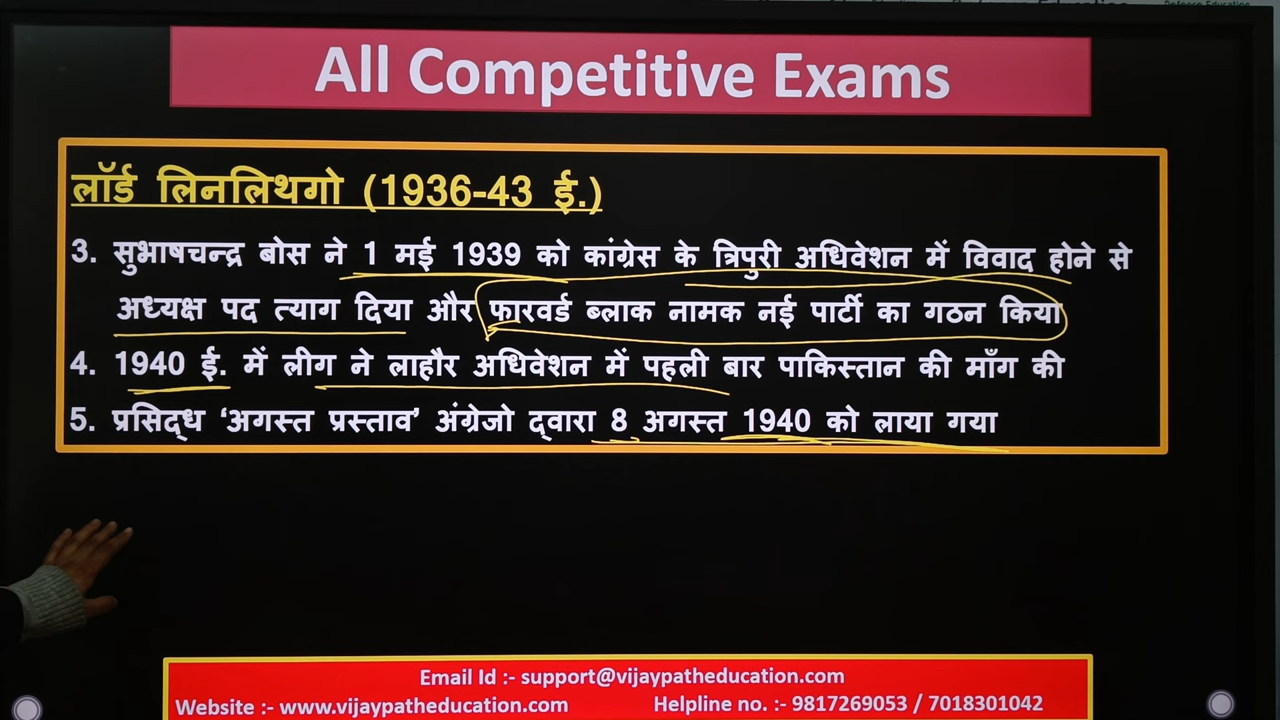 All Competitive Exams
लॉर्ड लिनलिथगो (1936-43 ई.)
3. सुभाषचन्द्र बोस ने 1 मई 1939 को कांग्रेस के त्रिपुरी अधिवेशन में विवाद होने से
अध्यक्ष पद त्याग दिया और फारवर्ड ब्लाक नामक नई पार्टी का गठन किया
4. 1940 ई. में लीग ने लाहौर अधिवेशन में पहली बार पाकिस्तान की माँग की
5. प्रसिद्ध ‘अगस्त प्रस्ताव’ अंग्रेजो द्वारा 8 अगस्त 1940 को लाया गया
Email Id :- support@vijaypatheducation.com
Website :- www.vijaypatheducation.com Helpline no. :- 9817269053 / 7018301042